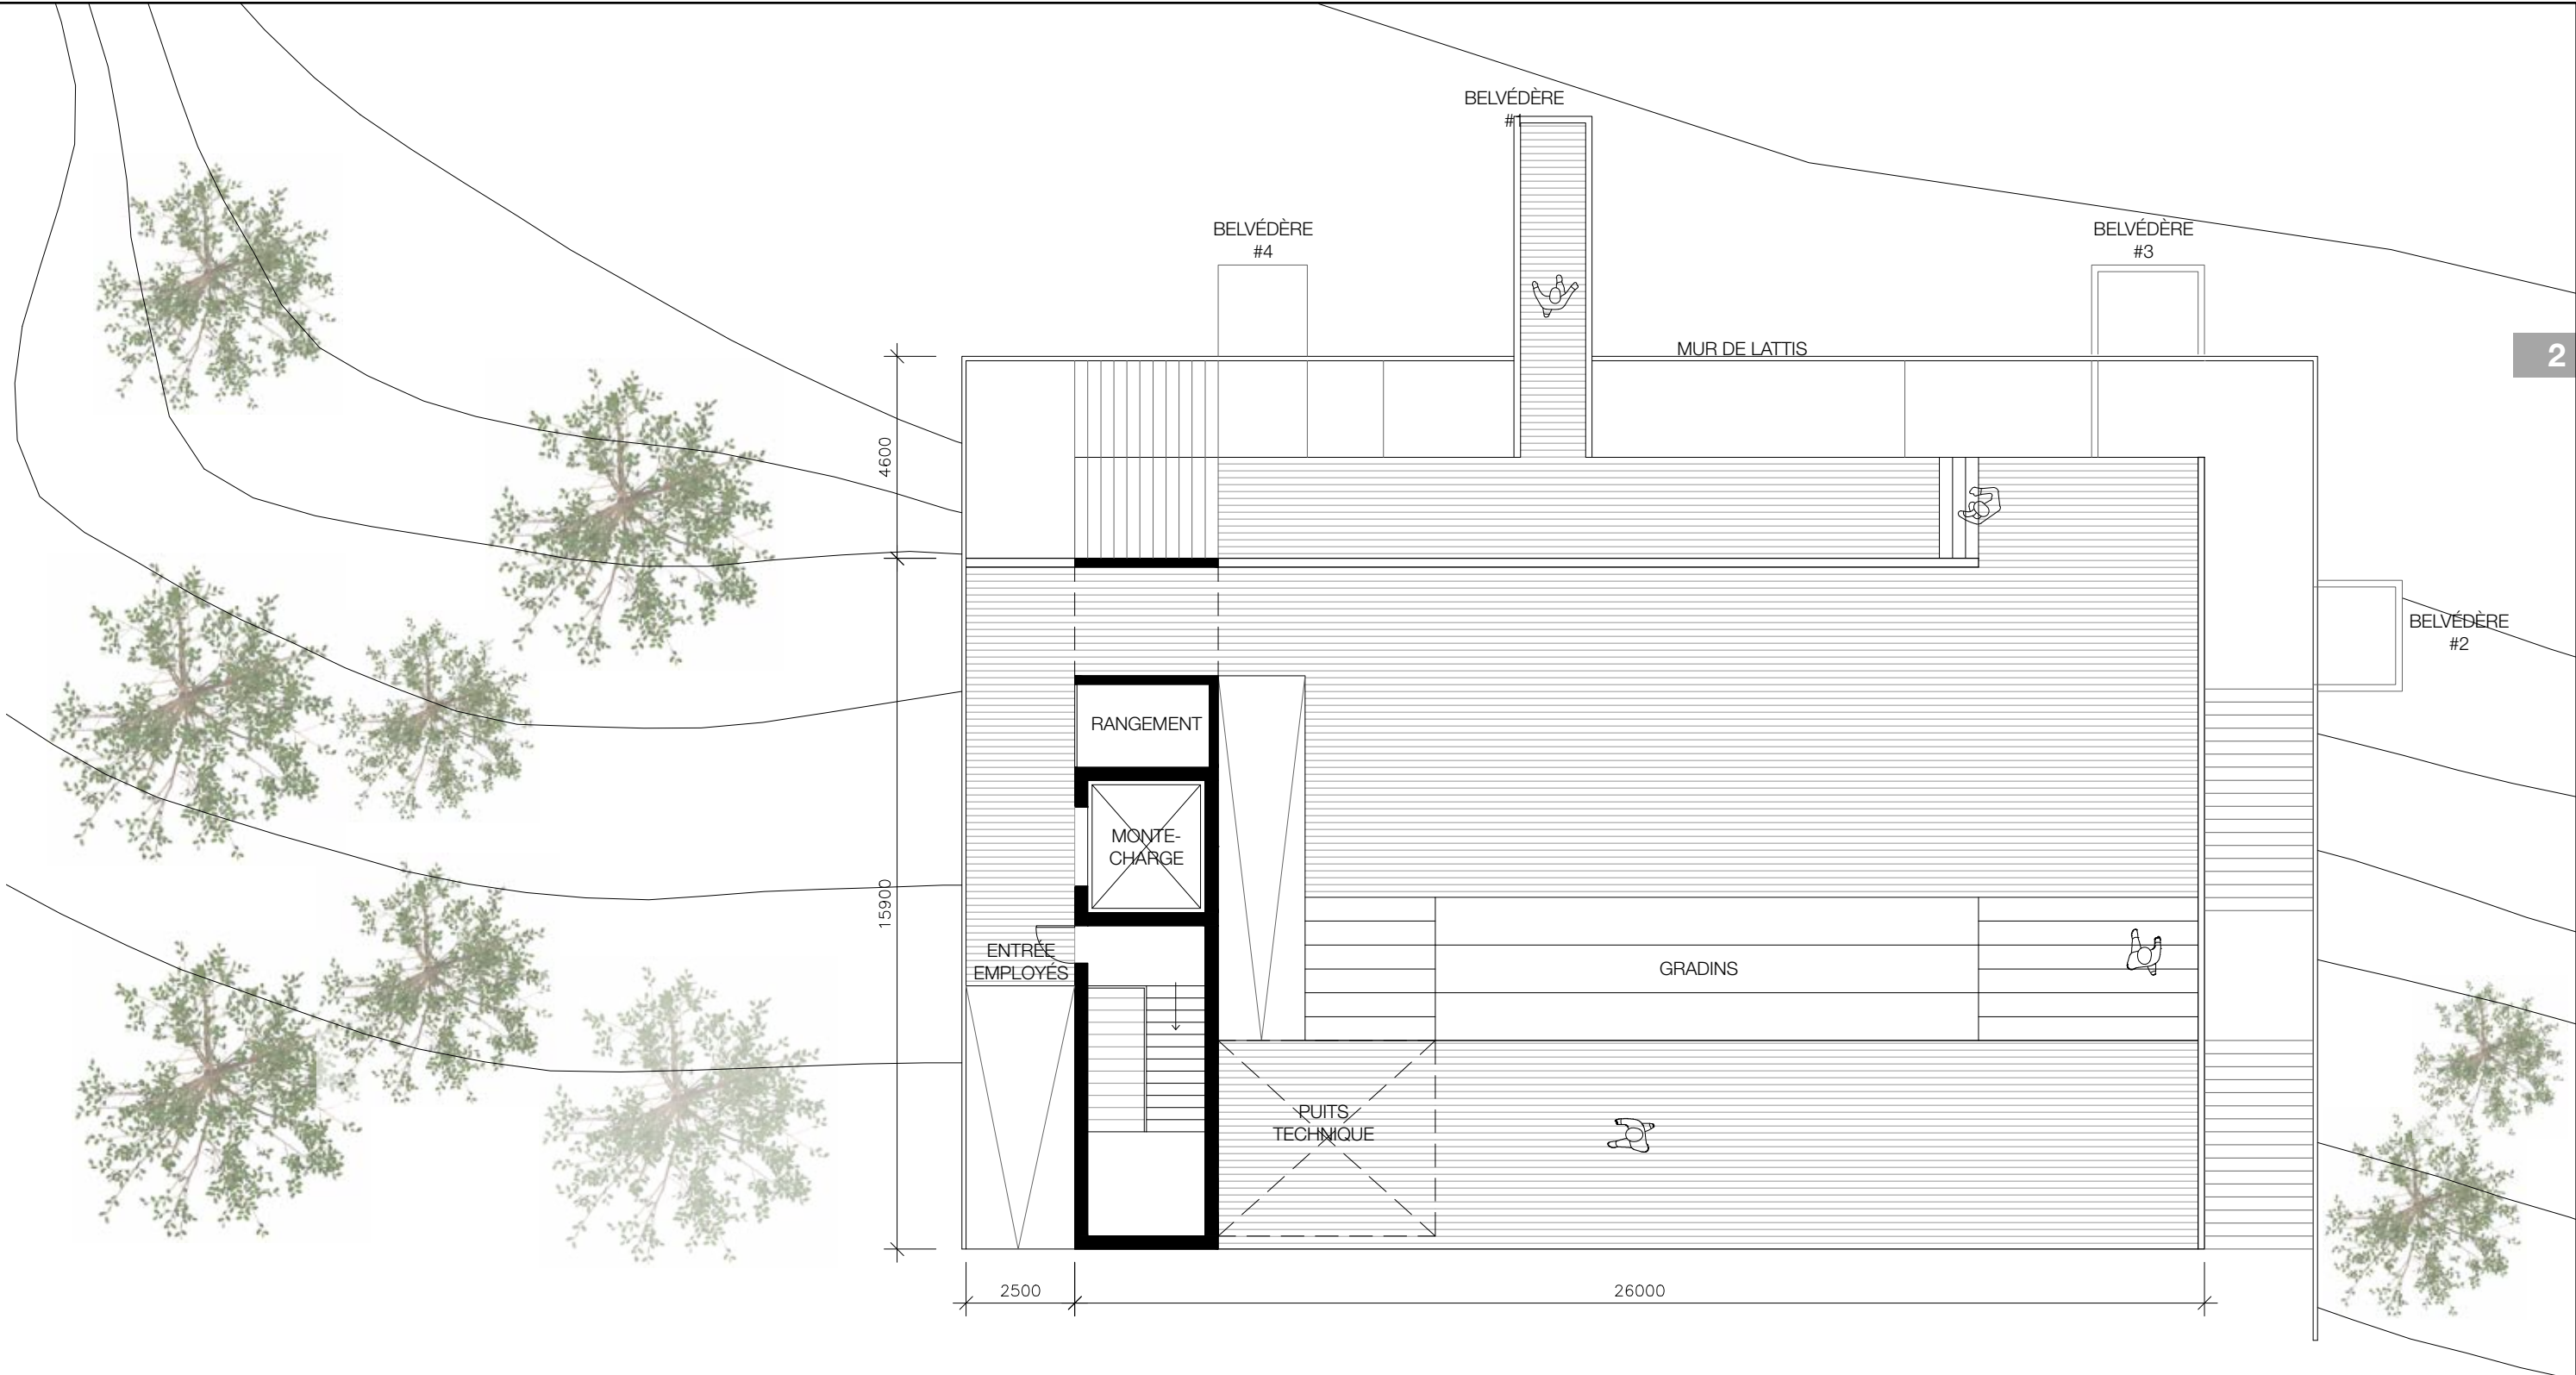 BELVÉDÈRE
#1
BELVÉDÈRE
#4
BELVÉDÈRE
#3
MUR DE LATTIS
2
4600
BELVÉDÈRE
#2
RANGEMENT
MONTE-
CHARGE
15900
ENTRÉE
EMPLOYÉS
GRADINS
PUITS
TECHNIQUE
2500
26000